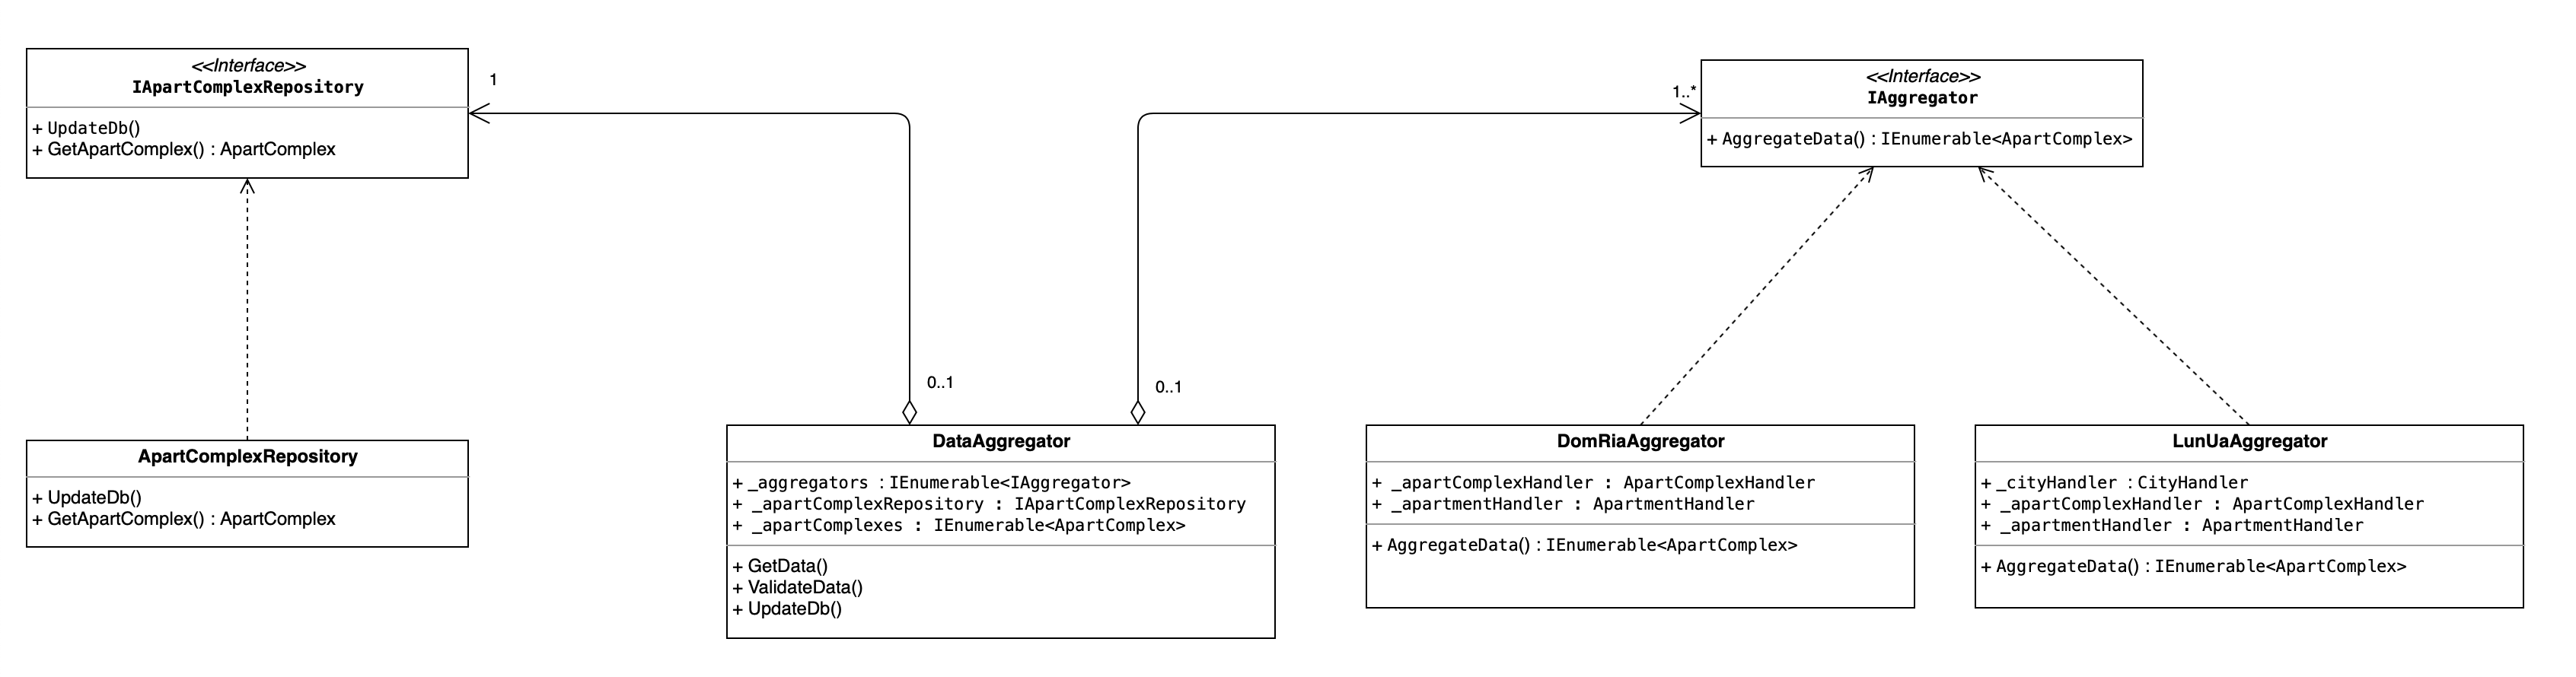 <<Interface>>
IApartComplexRepository
+ UpdateDb()
+ GetApartComplex() : ApartComplex
1
1..*
<<Interface>>
IAggregator
+ AggregateData() : IEnumerable<ApartComplex>
0..1
0..1
ApartComplexRepository
+ UpdateDb()
+ GetApartComplex() : ApartComplex
DataAggregator
+ _aggregators : IEnumerable<IAggregator>
+ _apartComplexRepository : IApartComplexRepository
+ _apartComplexes : IEnumerable<ApartComplex>
+ GetData()
+ ValidateData()
+ UpdateDb()
DomRiaAggregator
+ _apartComplexHandler : ApartComplexHandler
+ _apartmentHandler : ApartmentHandler
+ AggregateData() : IEnumerable<ApartComplex>
LunUaAggregator
+ _cityHandler : CityHandler
+ _apartComplexHandler : ApartComplexHandler
+ _apartmentHandler : ApartmentHandler
+ AggregateData() : IEnumerable<ApartComplex>